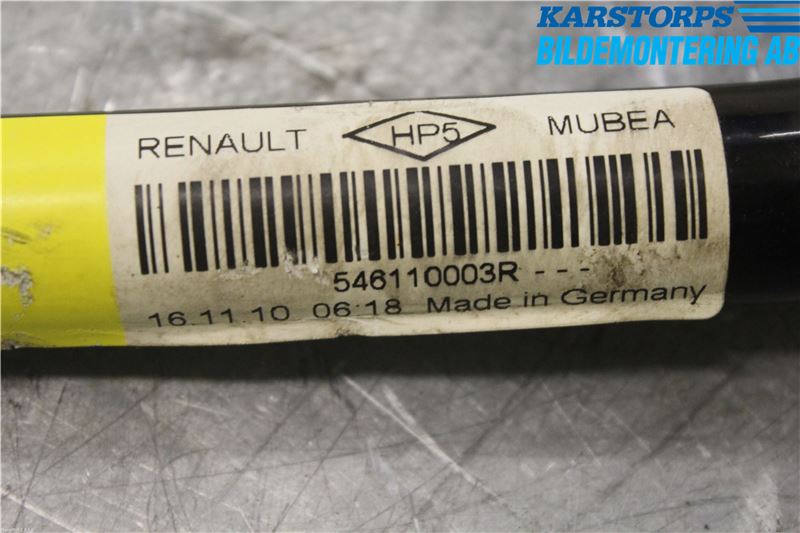 KARSTORPS
BILDEMONTERING AB
RENAULT HP5 MUBEA
546110003R - - -
16.11.10 06:18 Made in Germany